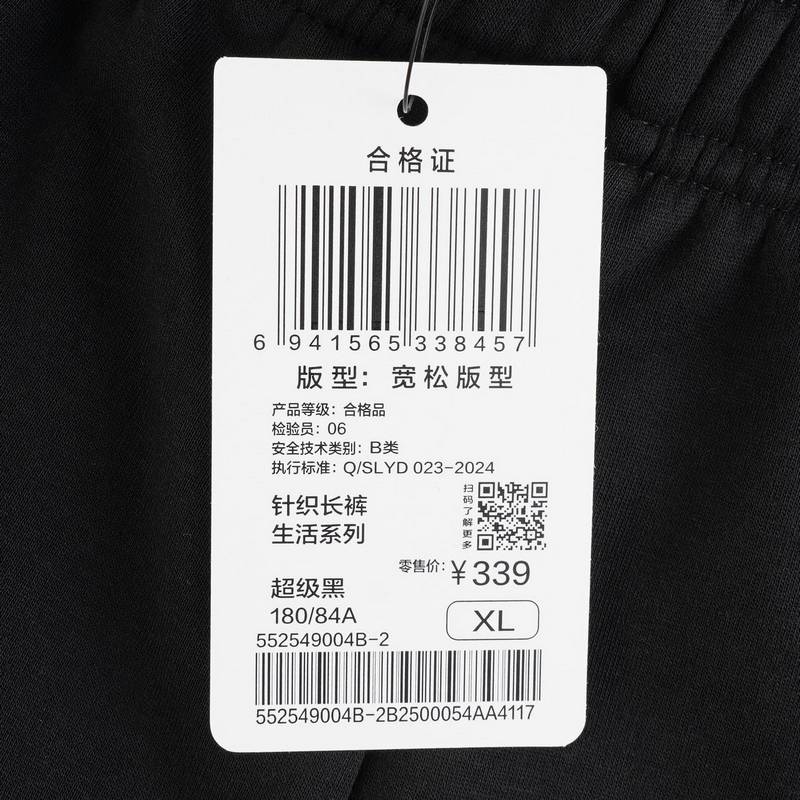 合格证
6 941565 338457
版型：宽松版型
产品等级：合格品
检验员：06
安全技术类别：B类
执行标准：Q/SLYD 023-2024
针织长裤
生活系列
扫码了解更多
零售价：¥339
超级黑
180/84A
XL
552549004B-2
552549004B-2B2500054AA4117